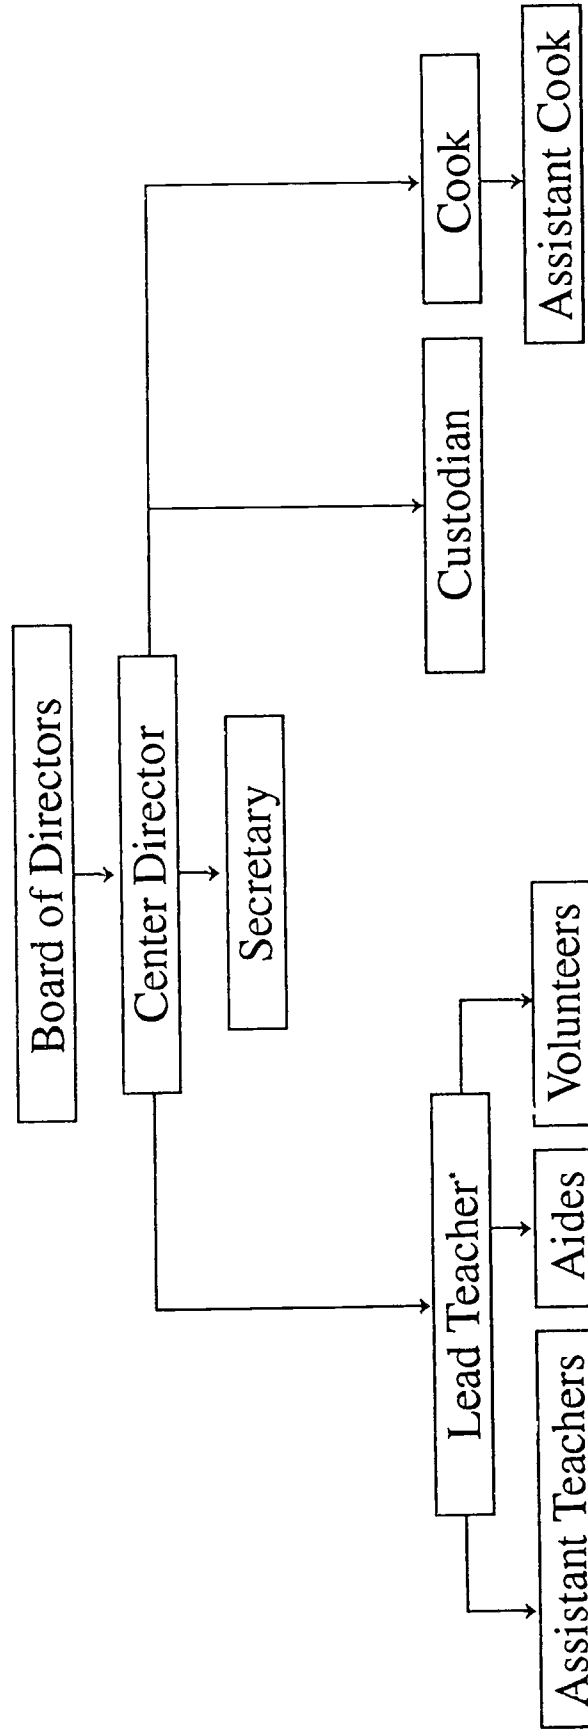 Board of Directors
Center Director
Secretary
Lead Teacher*
Custodian
Cook
Assistant Teachers
Aides
Volunteers
Assistant Cook